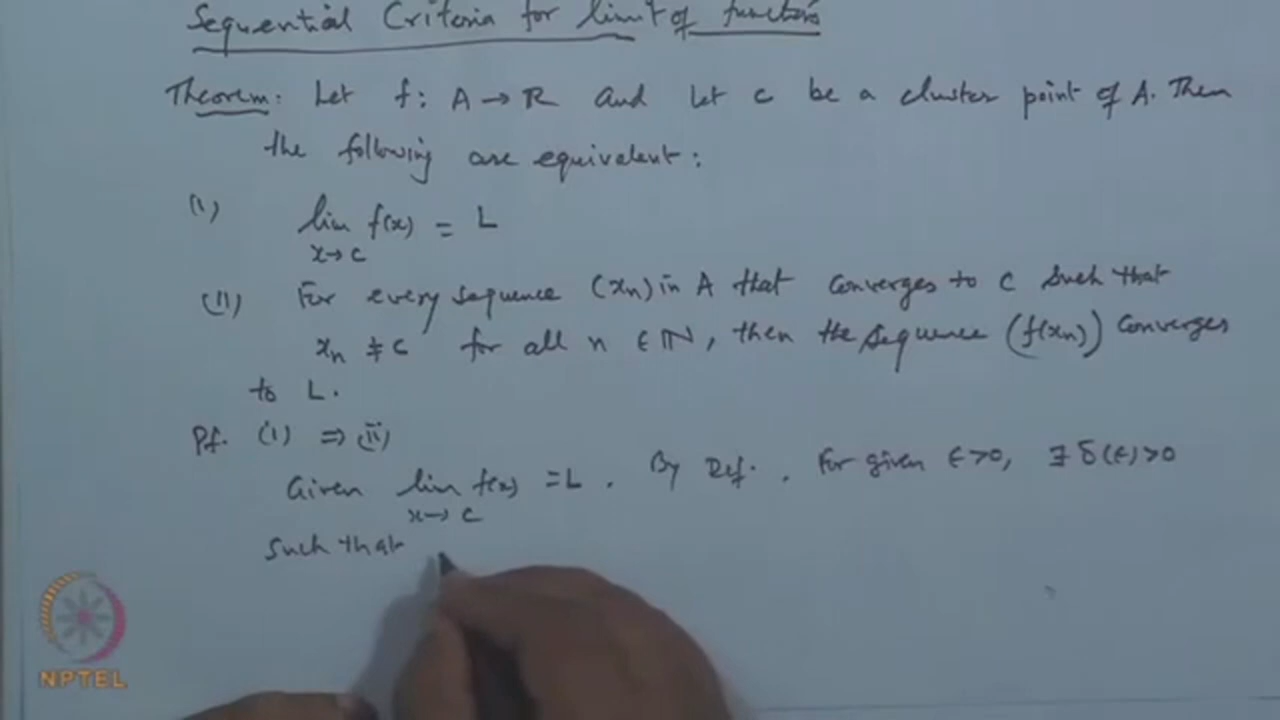 Sequential Criteria for limit of functions
Theorem: Let f: A → R and let c be a cluster point of A. Then
the following are equivalent:
(i) lim f(x) = L
x→c
(ii) For every sequence (xn) in A that converges to c such that
xn ≠ c for all n ∈ ℕ, then the sequence (f(xn)) converges
to L.
Pf. (i) ⇒ (ii)
Given lim f(x) = L. By Def. For given ε>0, ∃ δ(ε)>0
x→c
such that
NPTEL